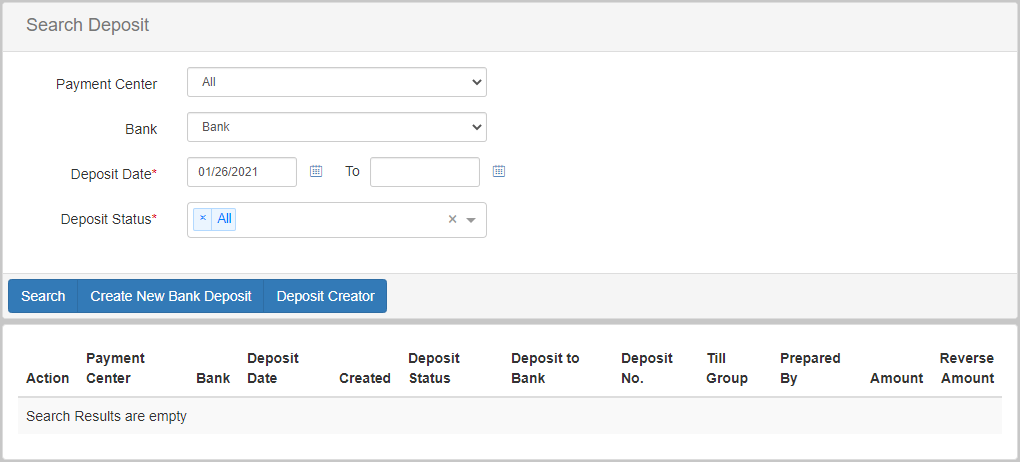 Search Deposit
Payment Center All
Bank Bank
Deposit Date* 01/26/2021 To
Deposit Status* × All ×
Search Create New Bank Deposit Deposit Creator
Action Payment Center Bank Deposit Date Created Deposit Status Deposit to Bank Deposit No. Till Group Prepared By Amount Reverse Amount
Search Results are empty